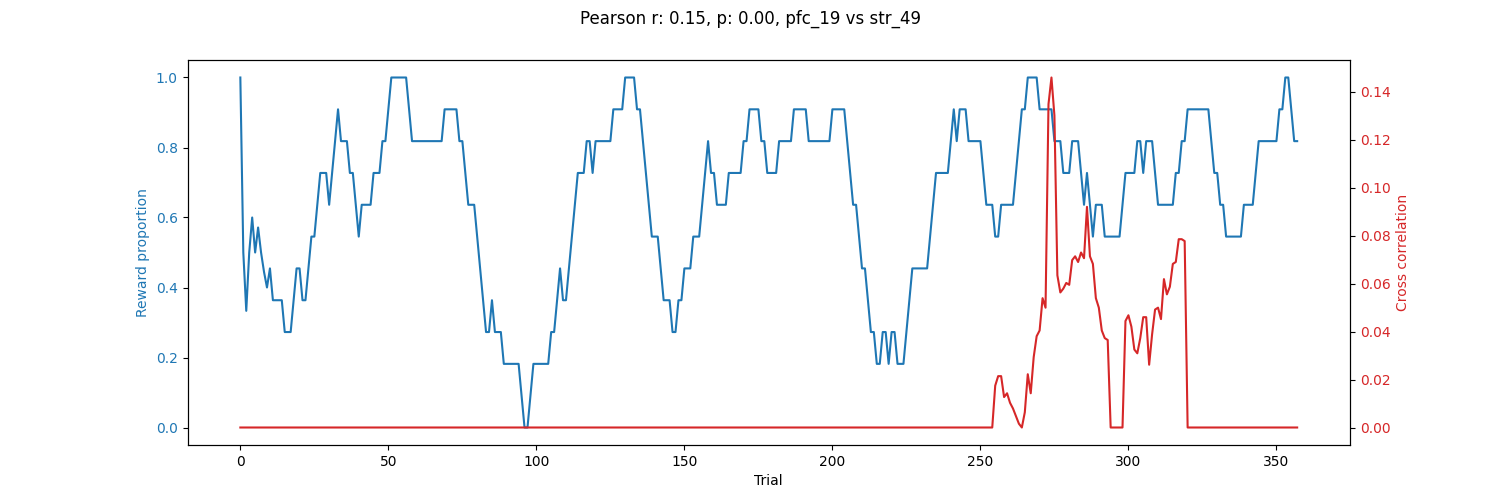 Pearson r: 0.15, p: 0.00, pfc_19 vs str_49
1.0
0.8
0.6
0.4
0.2
0.0
Reward proportion
0.14
0.12
0.10
0.08
0.06
0.04
0.02
0.00
Cross correlation
0 50 100 150 200 250 300 350
Trial